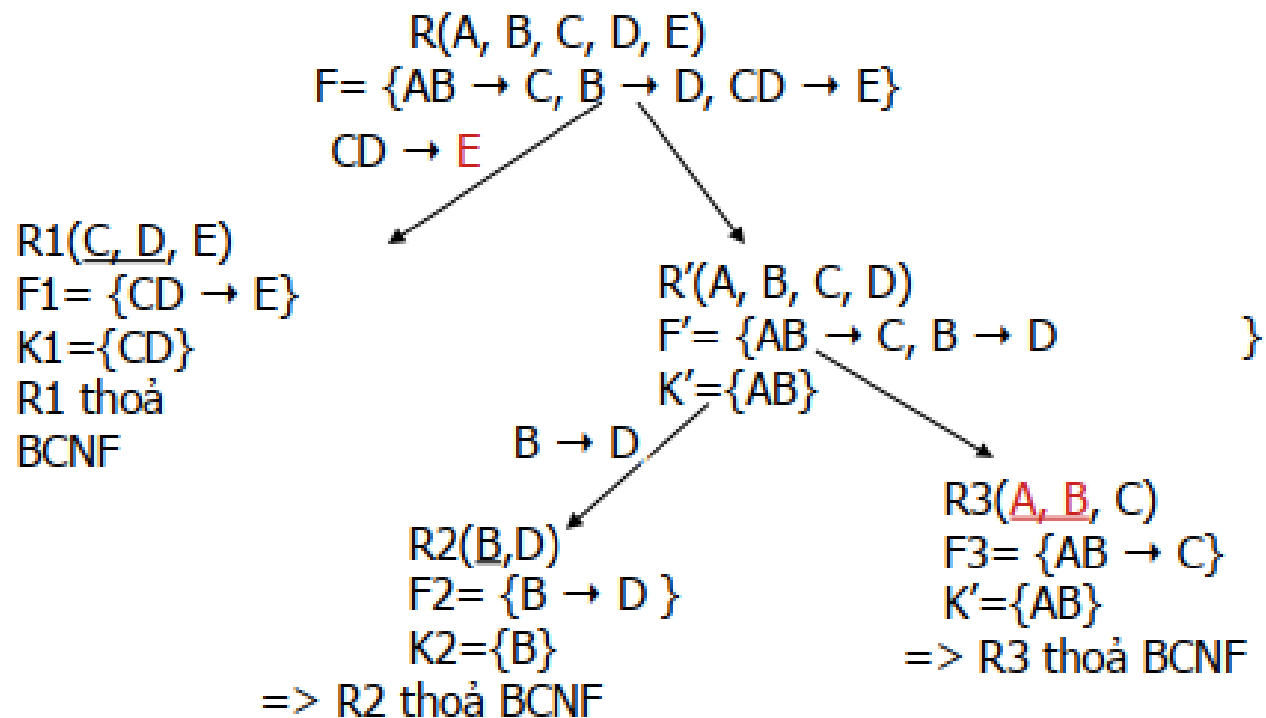 R(A, B, C, D, E)
F= {AB → C, B → D, CD → E}
CD → E
R1(C, D, E)
F1= {CD → E}
K1={CD}
R1 thoả
BCNF
R′(A, B, C, D)
F′= {AB → C, B → D }
K′={AB}
B → D
R2(B,D)
F2= {B → D }
K2={B}
=> R2 thoả BCNF
R3(A, B, C)
F3= {AB → C}
K′={AB}
=> R3 thoả BCNF